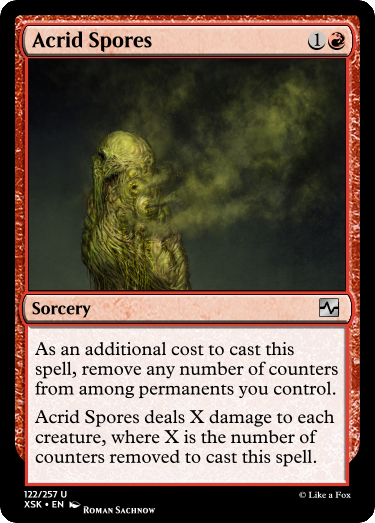 Acrid Spores 1
Sorcery
As an additional cost to cast this
spell, remove any number of counters
from among permanents you control.
Acrid Spores deals X damage to each
creature, where X is the number of
counters removed to cast this spell.
122/257 U
XSK • EN Roman Sachnow
© Like a Fox